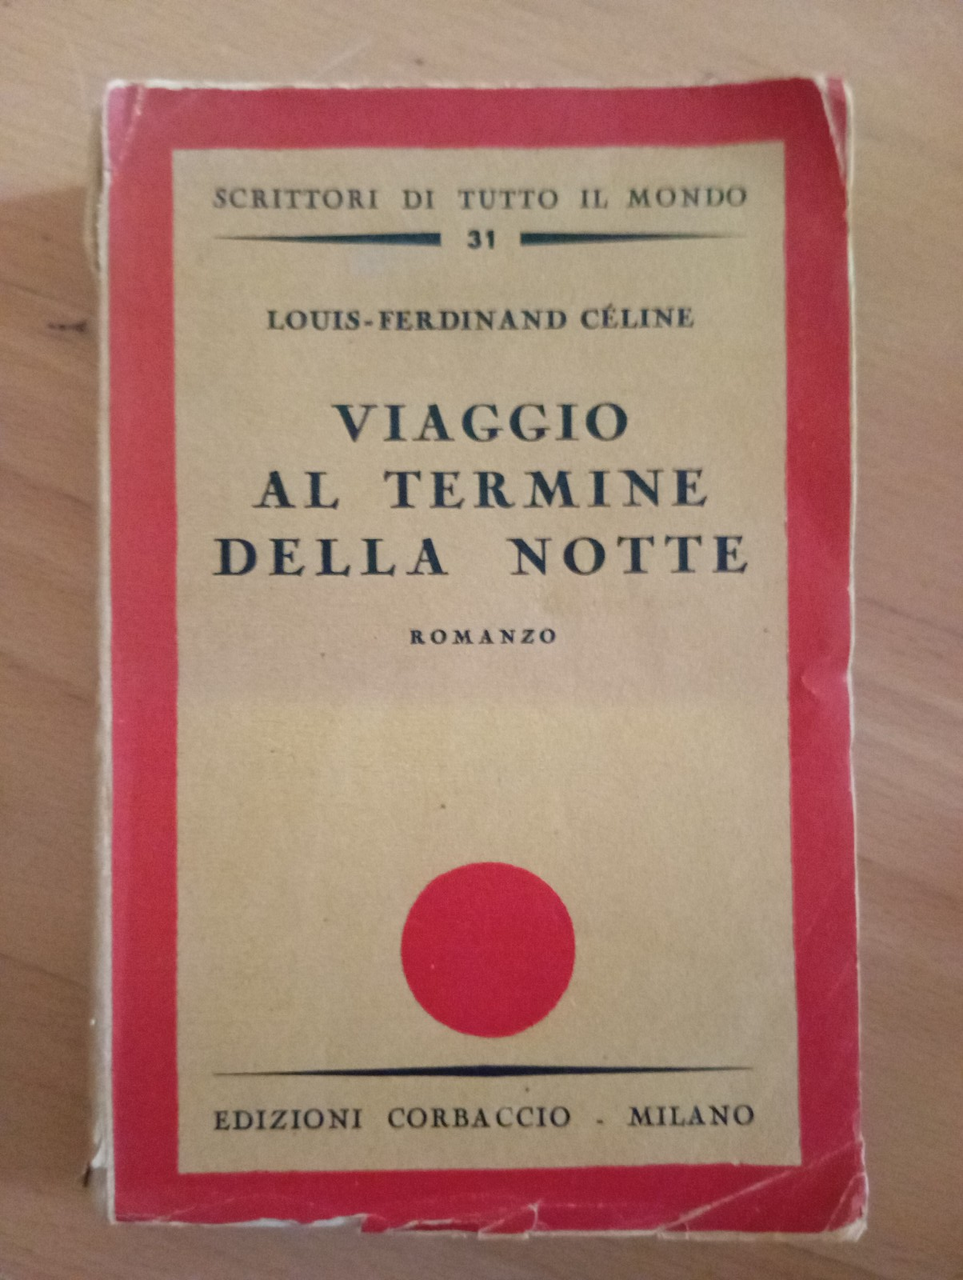 SCRITTORI DI TUTTO IL MONDO
31
LOUIS-FERDINAND CÉLINE
VIAGGIO
AL TERMINE
DELLA NOTTE
ROMANZO
EDIZIONI CORBACCIO - MILANO